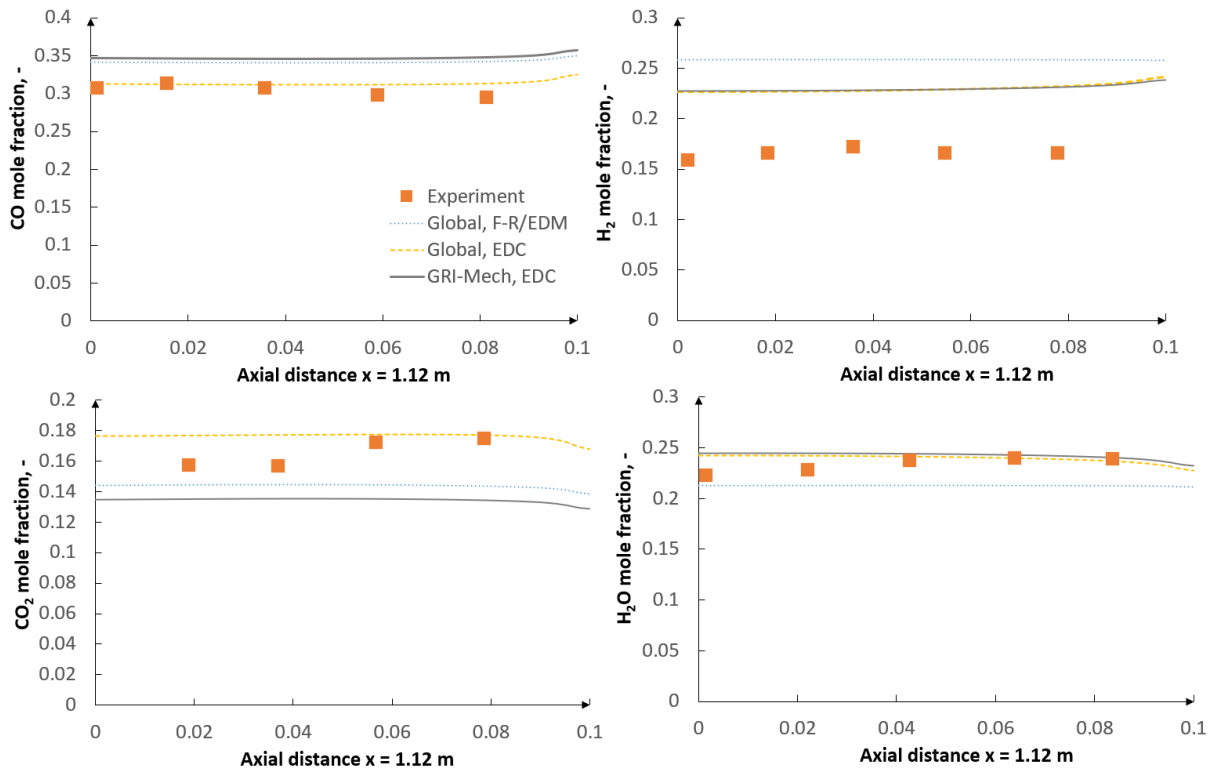 0.4
0.35
0.3
0.25
0.2
0.15
0.1
0.05
0
CO mole fraction, -
Experiment
Global, F-R/EDM
Global, EDC
GRI-Mech, EDC
0 0.02 0.04 0.06 0.08 0.1
Axial distance x = 1.12 m
0.3
0.25
0.2
0.15
0.1
0.05
0
H₂ mole fraction, -
0 0.02 0.04 0.06 0.08 0.1
Axial distance x = 1.12 m
0.2
0.18
0.16
0.14
0.12
0.1
0.08
0.06
0.04
0.02
0
CO₂ mole fraction, -
0 0.02 0.04 0.06 0.08 0.1
Axial distance x = 1.12 m
0.3
0.25
0.2
0.15
0.1
0.05
0
H₂O mole fraction, -
0 0.02 0.04 0.06 0.08 0.1
Axial distance x = 1.12 m